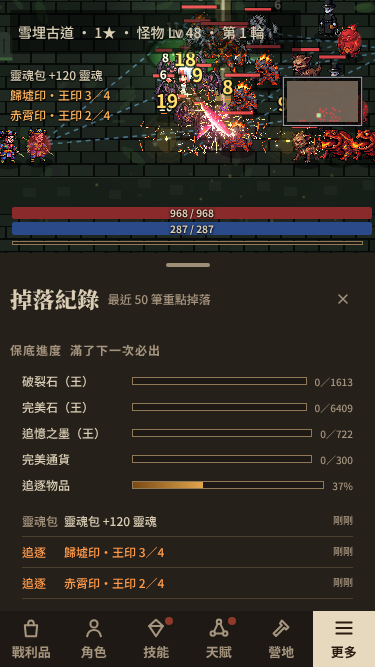 雪埋古道 • 1★ • 怪物 Lv 48 • 第 1 輪
6
靈魂包 +120 靈魂
歸墟印・王印 3／4
赤霄印・王印 2／4
8
18
6
9
8
19
968 / 968
287 / 287
掉落紀錄 最近 50 筆重點掉落 ×
保底進度 滿了下一次必出
破裂石（王） 0／1613
完美石（王） 0／6409
追憶之墨（王） 0／722
完美通貨 0／300
追逐物品 37%
靈魂包 靈魂包 +120 靈魂 剛剛
追逐 歸墟印・王印 3／4 剛剛
追逐 赤霄印・王印 2／4 剛剛
戰利品 角色 技能 天賦 營地 更多